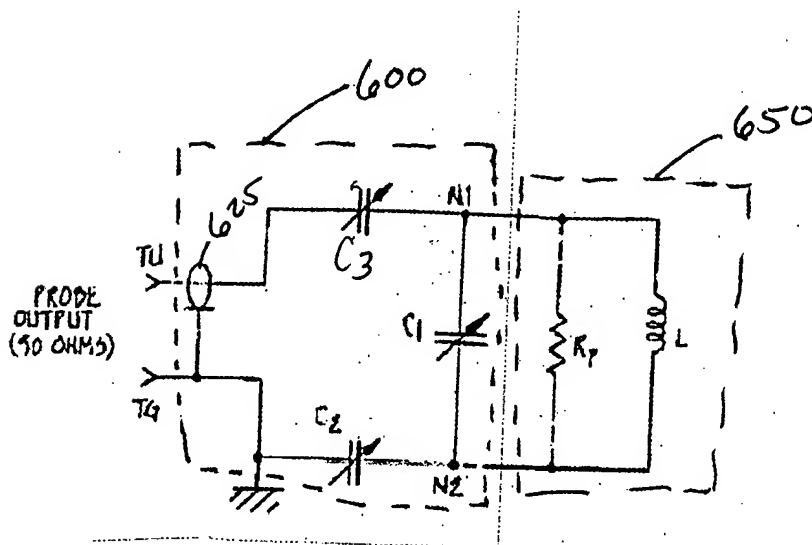 600
650
625
N1
C3
TU
PROBE
OUTPUT
(50 OHMS)
C1
RP
L
TG
C2
N2